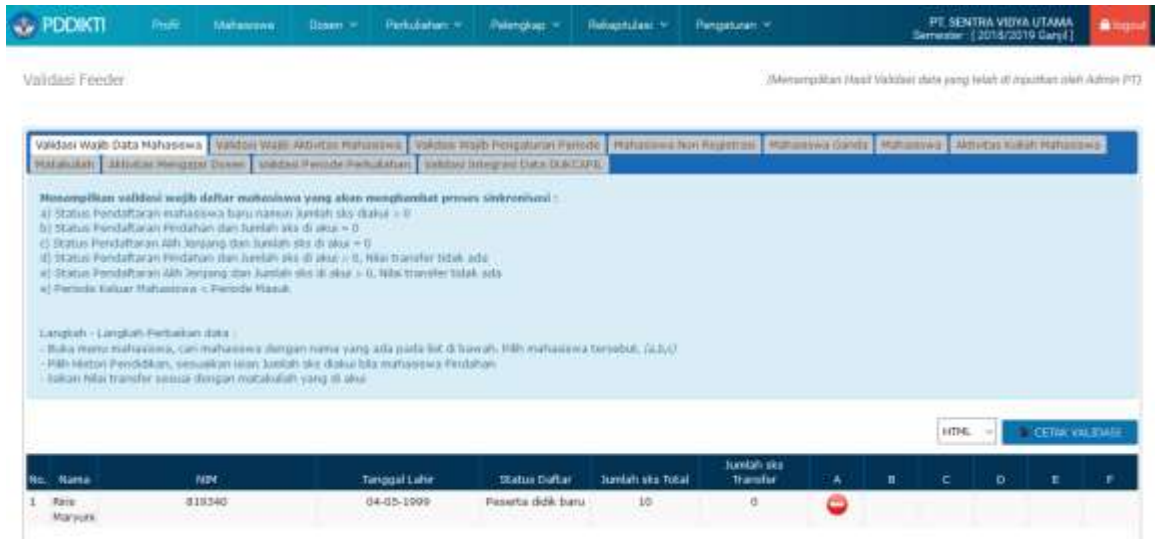 PDDIKTI Profil Mahasiswa Dosen Perkuliahan Pelengkap Rekapitulasi Pengaturan PT. SENTRA VIDYA UTAMA
Semester : [ 2018/2019 Ganjil ] logout
Validasi Feeder (Menampilkan Hasil Validasi data yang telah di inputkan oleh Admin PT)
Validasi Wajib Data Mahasiswa Validasi Wajib Aktivitas Mahasiswa Validasi Wajib Pengaturan Periode Mahasiswa Non Registrasi Mahasiswa Ganda Mahasiswa Aktivitas Kuliah Mahasiswa
Matakuliah Aktivitas Mengajar Dosen Validasi Periode Perkuliahan Validasi Integrasi Data DUKCAPIL
Menampilkan validasi wajib daftar mahasiswa yang akan menghambat proses sinkronisasi :
a) Status Pendaftaran mahasiswa baru namun jumlah sks diakui > 0
b) Status Pendaftaran Pindahan dan Jumlah sks di akui = 0
c) Status Pendaftaran Alih Jenjang dan Jumlah sks di akui = 0
d) Status Pendaftaran Pindahan dan Jumlah sks di akui > 0, Nilai transfer tidak ada
e) Status Pendaftaran Alih Jenjang dan Jumlah sks di akui > 0, Nilai transfer tidak ada
e) Periode Keluar Mahasiswa < Periode Masuk
Langkah - Langkah Perbaikan data :
- Buka menu mahasiswa, cari mahasiswa dengan nama yang ada pada list di bawah. Pilih mahasiswa tersebut. (a,b,c)
- Pilih Histori Pendidikan, sesuaikan isian Jumlah sks diakui bila mahasiswa Pindahan
- Isikan Nilai transfer sesuai dengan matakuliah yang di akui
HTML CETAK VALIDASI
No. Nama NIM Tanggal Lahir Status Daftar Jumlah sks Total Jumlah sks Transfer A B C D E F
1 819340 04-05-1999 Peserta didik baru 10 0
Maryuni